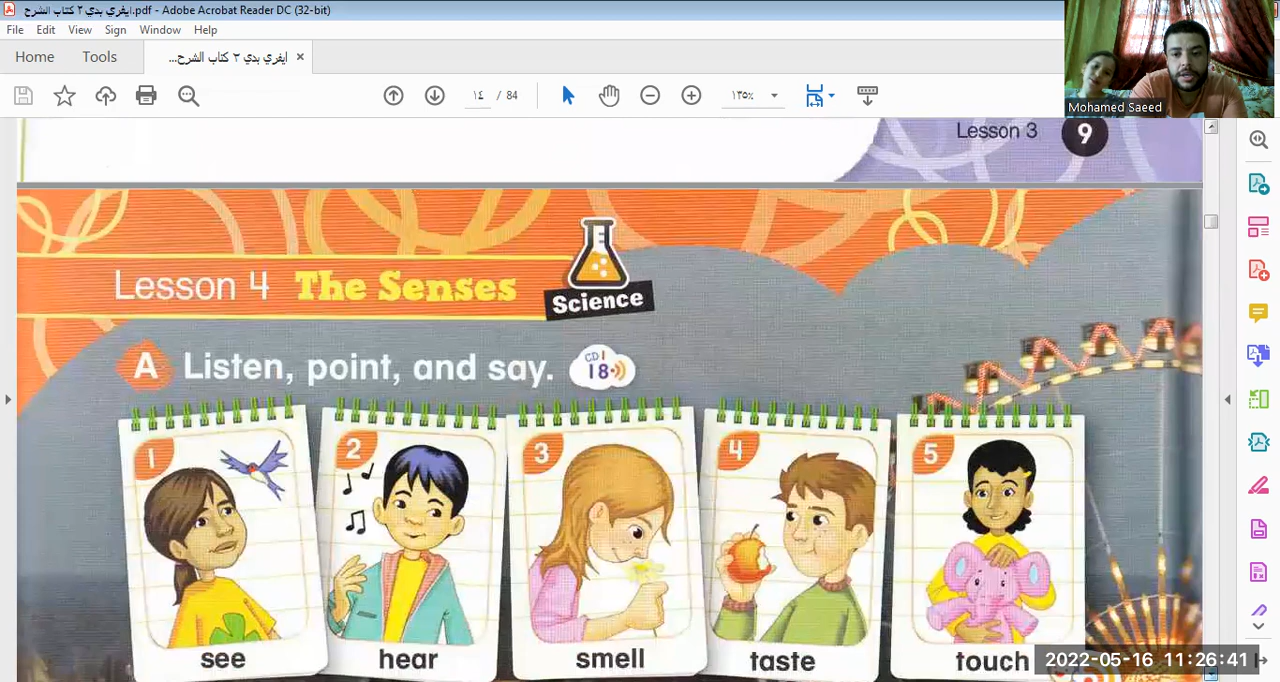 ايفري بدي ٣ كتاب الشرح.pdf - Adobe Acrobat Reader DC (32-bit)
File Edit View Sign Window Help
Home Tools ايفري بدي ٣ كتاب الشرح... ×
١٤ / 84 ١٣٥%
Mohamed Saeed
Lesson 3 9
Lesson 4 The Senses
Science
A Listen, point, and say. CD1 18
1 2 3 4 5
see hear smell taste touch
2022-05-16 11:26:41